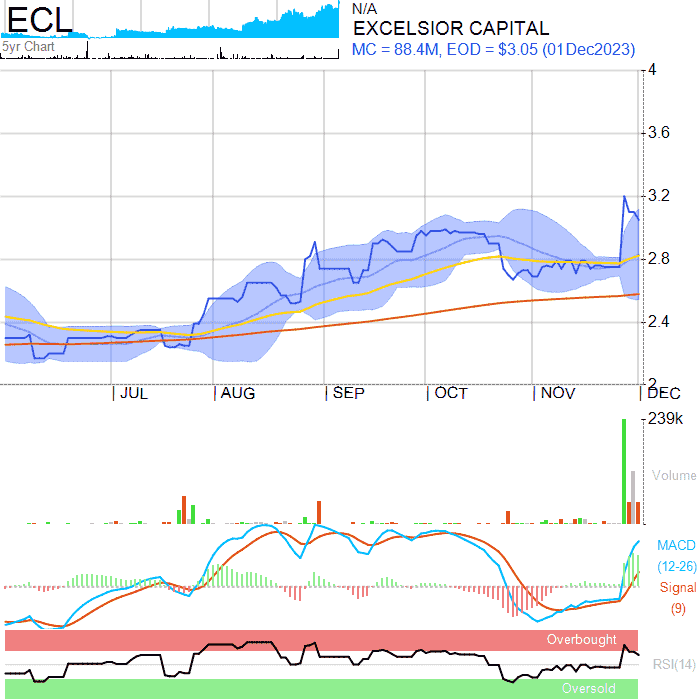 ECL
5yr Chart
N/A
EXCELSIOR CAPITAL
MC = 88.4M, EOD = $3.05 (01Dec2023)
4
3.6
3.2
2.8
2.4
2
JUL AUG SEP OCT NOV DEC
239k
Volume
MACD
(12-26)
Signal
(9)
Overbought
RSI(14)
Oversold